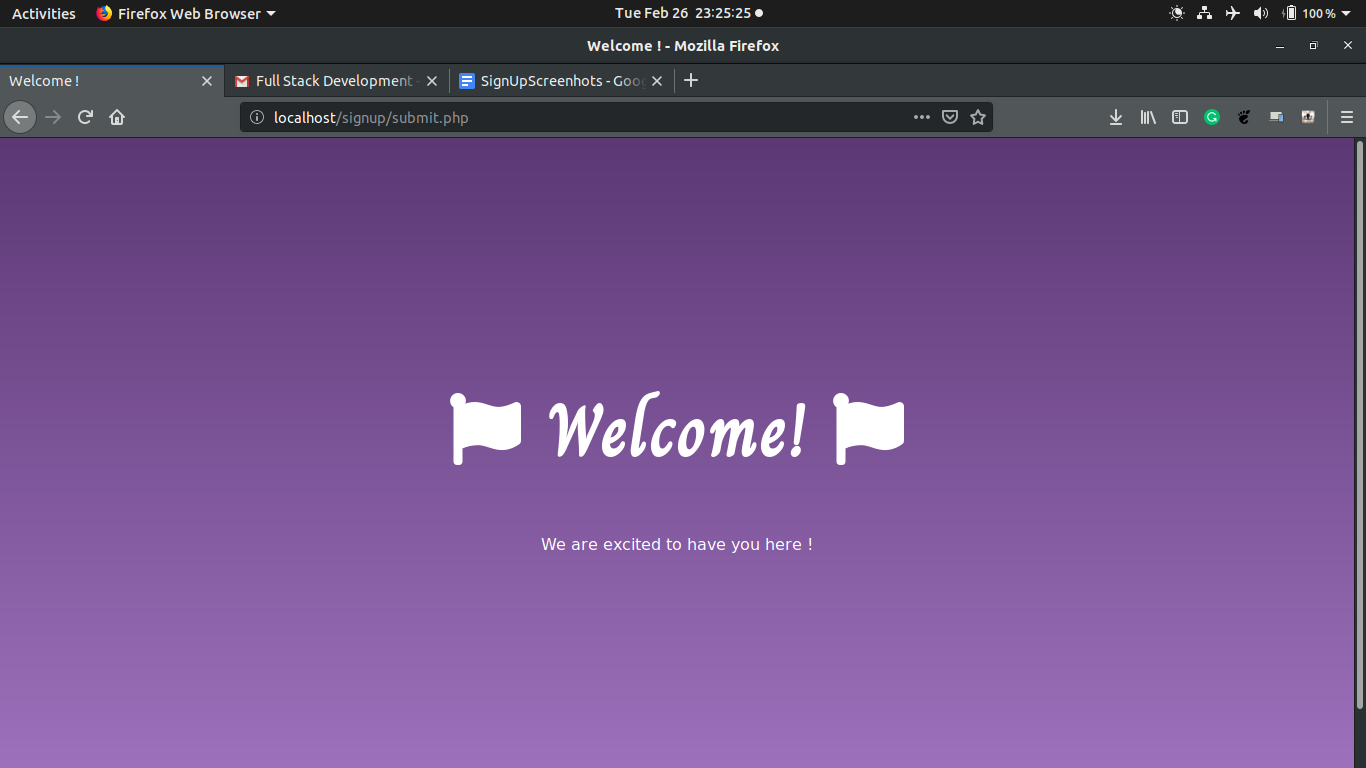 Activities Firefox Web Browser Tue Feb 26 23:25:25 100 %
Welcome ! - Mozilla Firefox
Welcome ! Full Stack Development - SignUpScreenhots - Goo
localhost/signup/submit.php
Welcome!
We are excited to have you here !